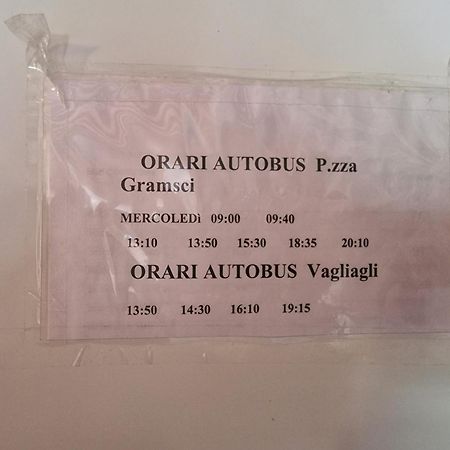 ORARI AUTOBUS P.zza
Gramsci
MERCOLEDì 09:00 09:40
13:10 13:50 15:30 18:35 20:10
ORARI AUTOBUS Vagliagli
13:50 14:30 16:10 19:15